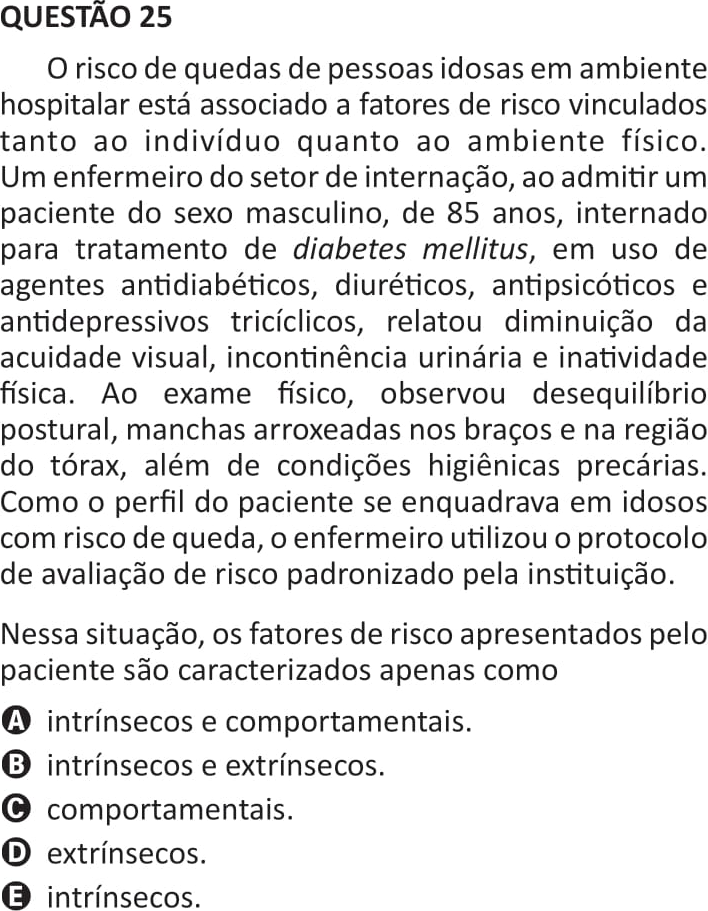 QUESTÃO 25
O risco de quedas de pessoas idosas em ambiente
hospitalar está associado a fatores de risco vinculados
tanto ao indivíduo quanto ao ambiente físico.
Um enfermeiro do setor de internação, ao admitir um
paciente do sexo masculino, de 85 anos, internado
para tratamento de diabetes mellitus, em uso de
agentes antidiabéticos, diuréticos, antipsicóticos e
antidepressivos tricíclicos, relatou diminuição da
acuidade visual, incontinência urinária e inatividade
física. Ao exame físico, observou desequilíbrio
postural, manchas arroxeadas nos braços e na região
do tórax, além de condições higiênicas precárias.
Como o perfil do paciente se enquadrava em idosos
com risco de queda, o enfermeiro utilizou o protocolo
de avaliação de risco padronizado pela instituição.
Nessa situação, os fatores de risco apresentados pelo
paciente são caracterizados apenas como
A intrínsecos e comportamentais.
B intrínsecos e extrínsecos.
C comportamentais.
D extrínsecos.
E intrínsecos.